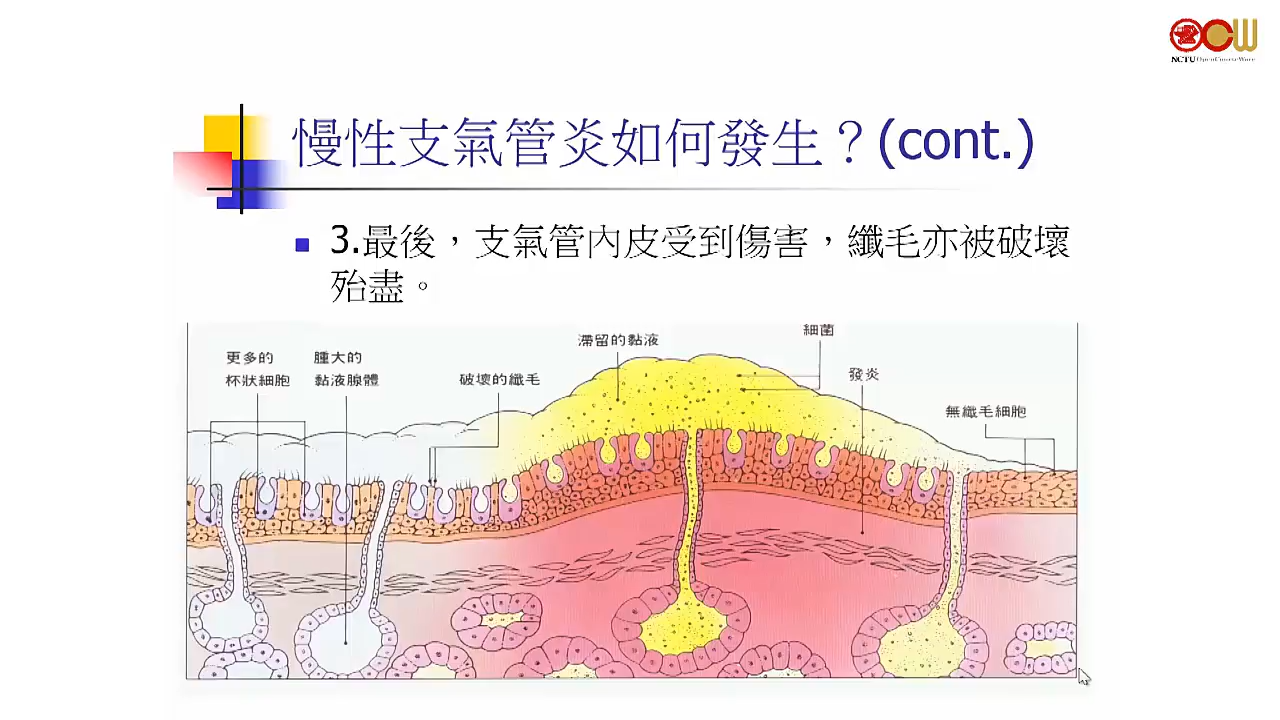 NCTU OpenCourseWare
慢性支氣管炎如何發生？(cont.)
3.最後，支氣管內皮受到傷害，纖毛亦被破壞
殆盡。
更多的
杯狀細胞
腫大的
黏液腺體
破壞的纖毛
滯留的黏液
細菌
發炎
無纖毛細胞